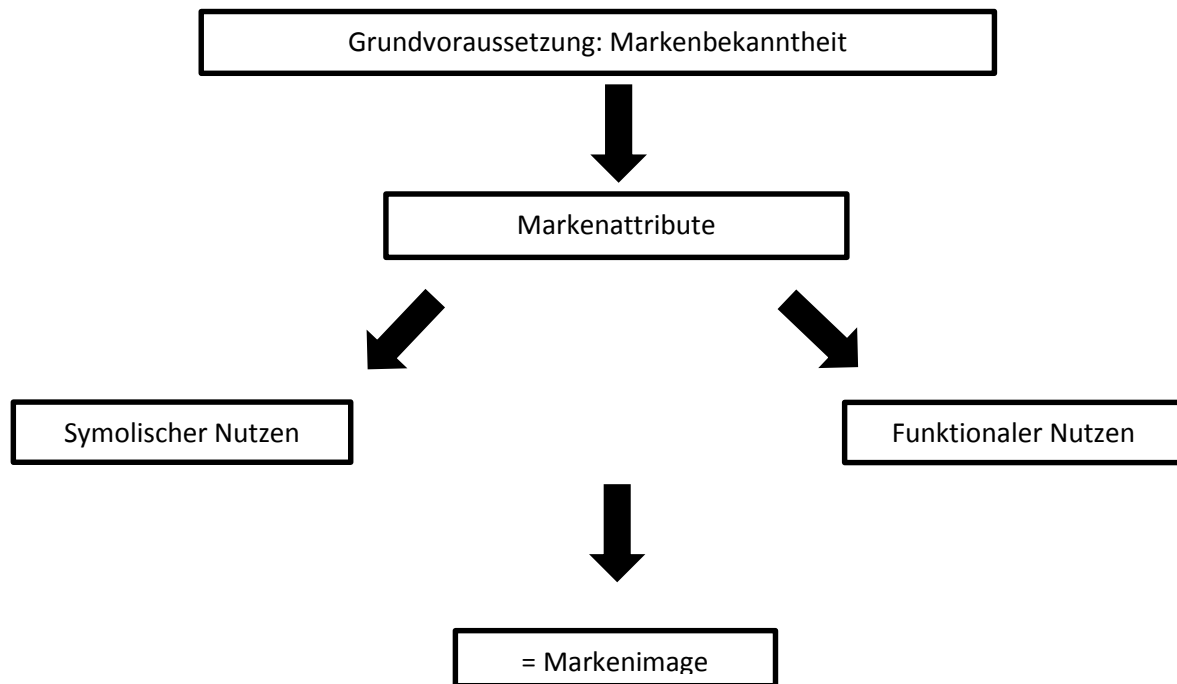 Grundvoraussetzung: Markenbekanntheit
Markenattribute
Symolischer Nutzen
Funktionaler Nutzen
= Markenimage